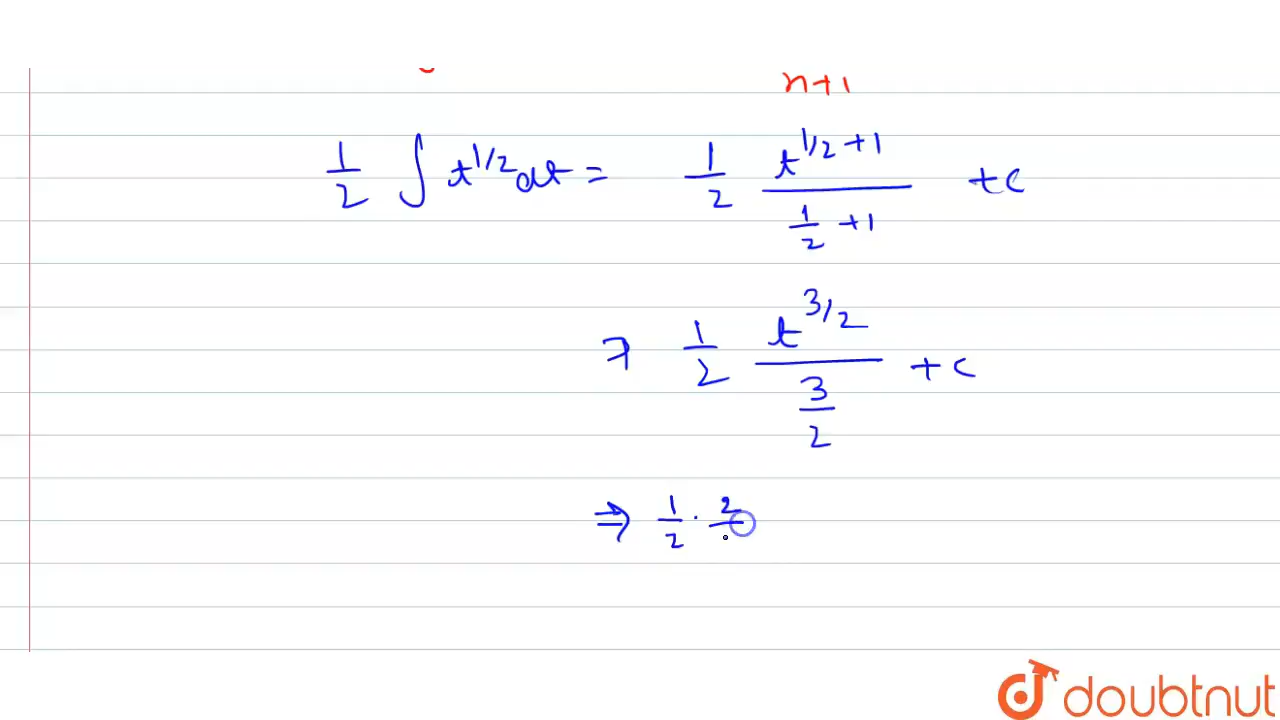 n+1
1/2 ∫ t^1/2 dt = 1/2 t^1/2+1 / 1/2 +1 +c
⇒ 1/2 t^3/2 / 3/2 +c
⇒ 1/2 · 2/
doubtnut